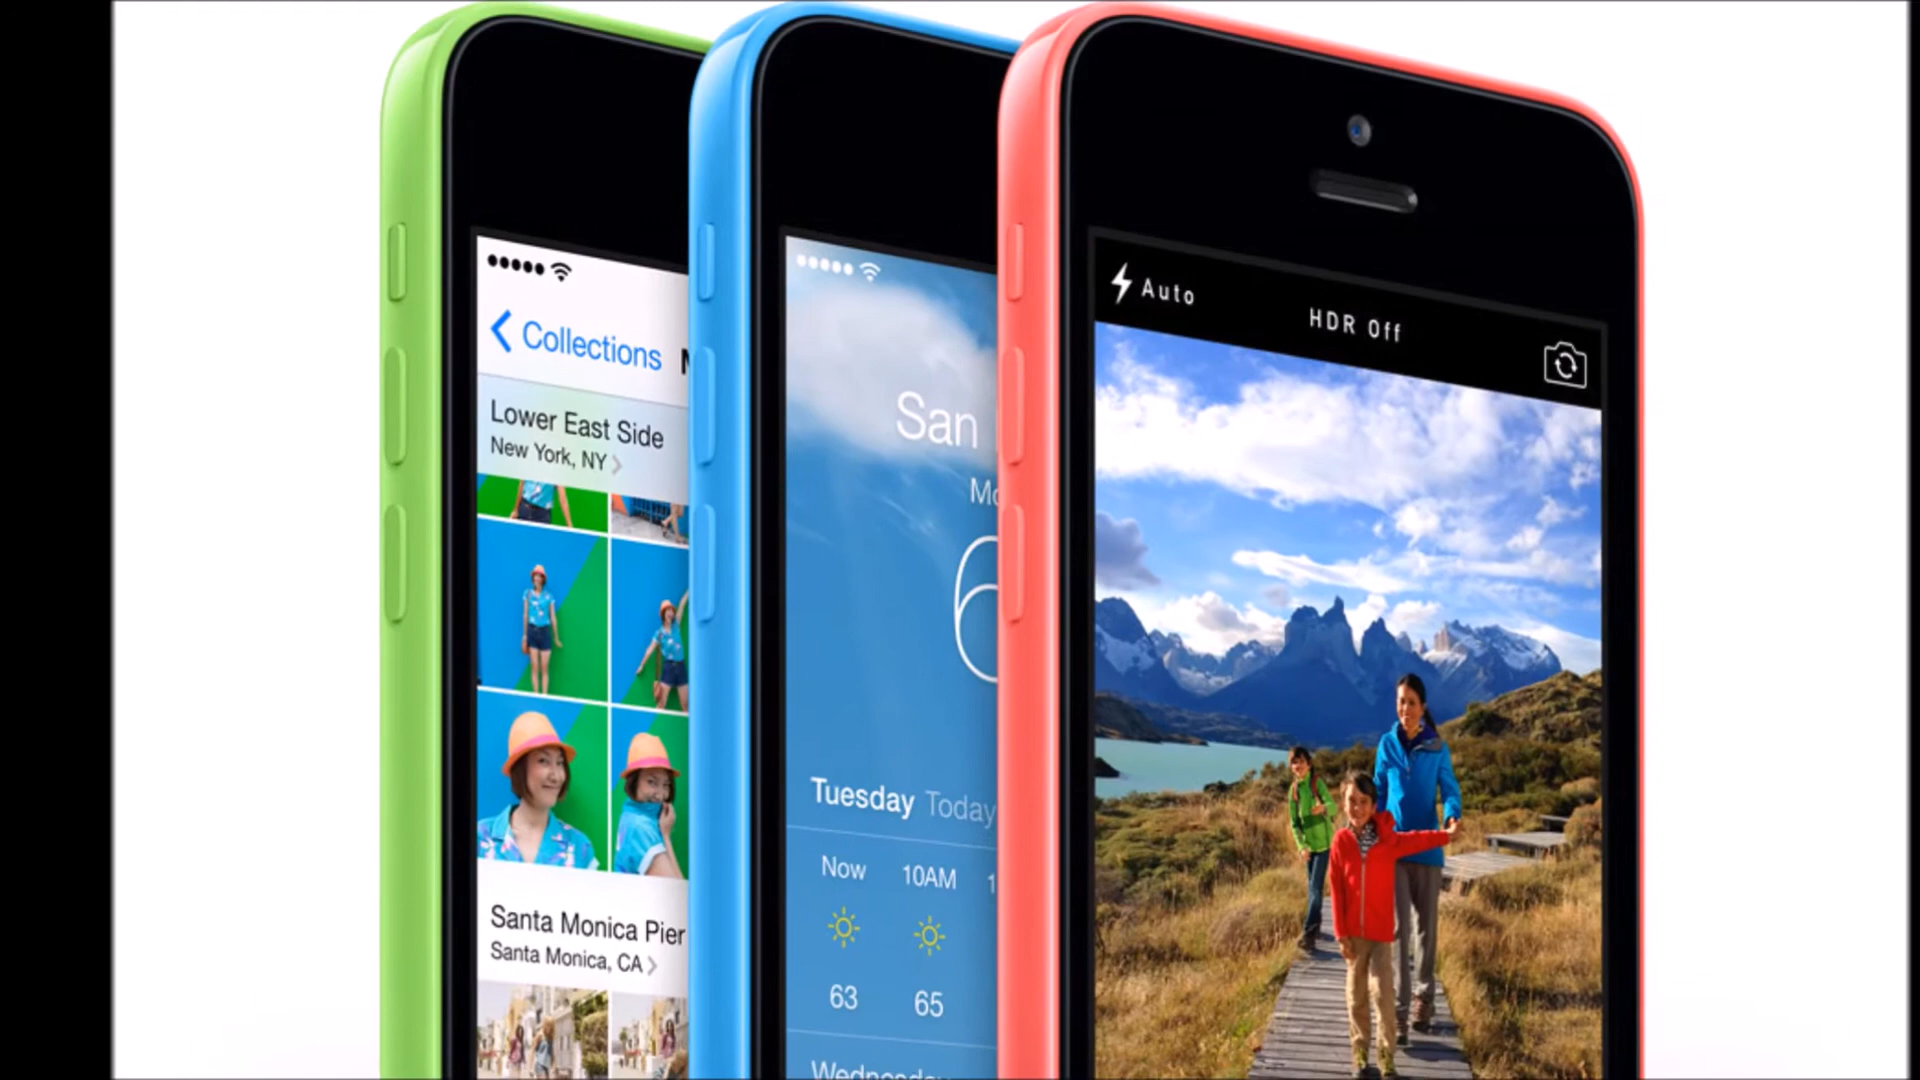 Collections
Lower East Side
New York, NY
Santa Monica Pier
Santa Monica, CA
San
Tuesday Today
Now 10AM
63 65
Wednesday
Auto
HDR Off